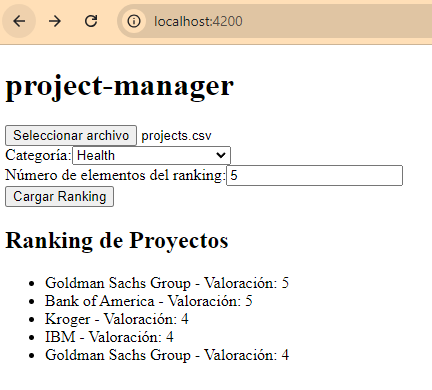 localhost:4200
project-manager
Seleccionar archivo projects.csv
Categoría: Health
Número de elementos del ranking: 5
Cargar Ranking
Ranking de Proyectos
• Goldman Sachs Group - Valoración: 5
• Bank of America - Valoración: 5
• Kroger - Valoración: 4
• IBM - Valoración: 4
• Goldman Sachs Group - Valoración: 4